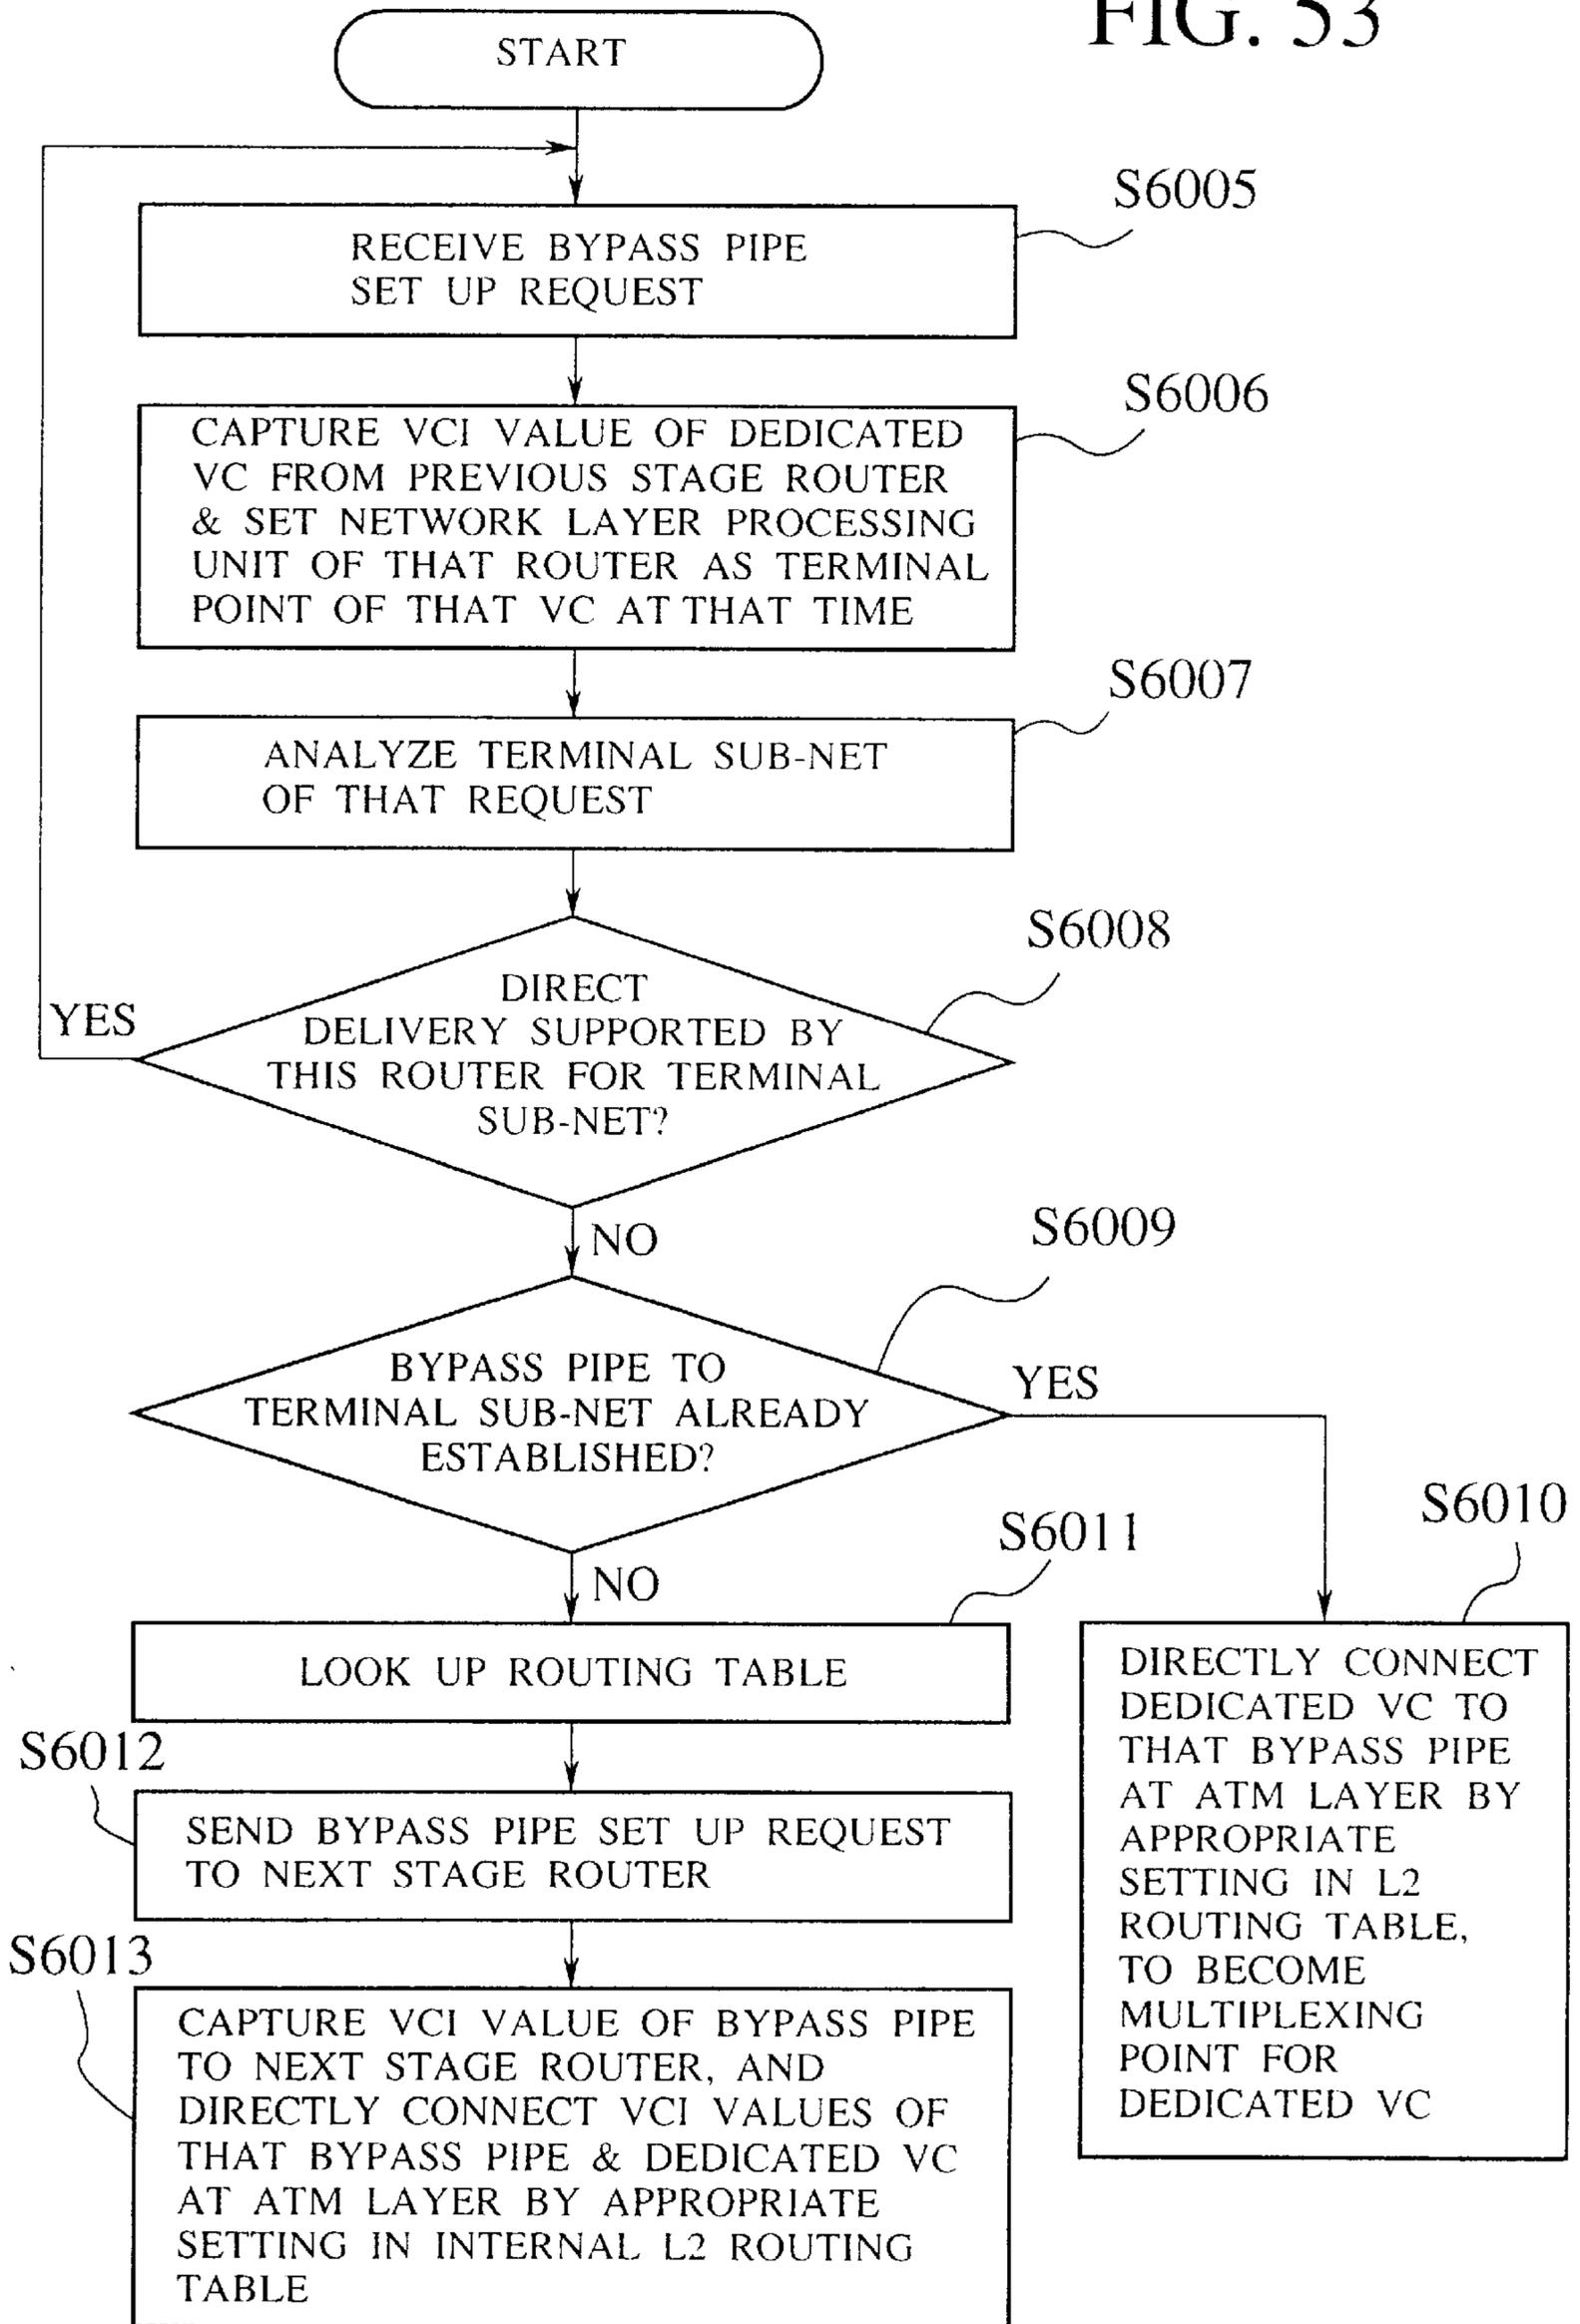 FIG. 53
START
S6005
RECEIVE BYPASS PIPE
SET UP REQUEST
S6006
CAPTURE VCI VALUE OF DEDICATED
VC FROM PREVIOUS STAGE ROUTER
& SET NETWORK LAYER PROCESSING
UNIT OF THAT ROUTER AS TERMINAL
POINT OF THAT VC AT THAT TIME
S6007
ANALYZE TERMINAL SUB-NET
OF THAT REQUEST
S6008
DIRECT
DELIVERY SUPPORTED BY
THIS ROUTER FOR TERMINAL
SUB-NET?
YES
NO
S6009
BYPASS PIPE TO
TERMINAL SUB-NET ALREADY
ESTABLISHED?
YES
NO
S6010
DIRECTLY CONNECT
DEDICATED VC TO
THAT BYPASS PIPE
AT ATM LAYER BY
APPROPRIATE
SETTING IN L2
ROUTING TABLE,
TO BECOME
MULTIPLEXING
POINT FOR
DEDICATED VC
S6011
LOOK UP ROUTING TABLE
S6012
SEND BYPASS PIPE SET UP REQUEST
TO NEXT STAGE ROUTER
S6013
CAPTURE VCI VALUE OF BYPASS PIPE
TO NEXT STAGE ROUTER, AND
DIRECTLY CONNECT VCI VALUES OF
THAT BYPASS PIPE & DEDICATED VC
AT ATM LAYER BY APPROPRIATE
SETTING IN INTERNAL L2 ROUTING
TABLE